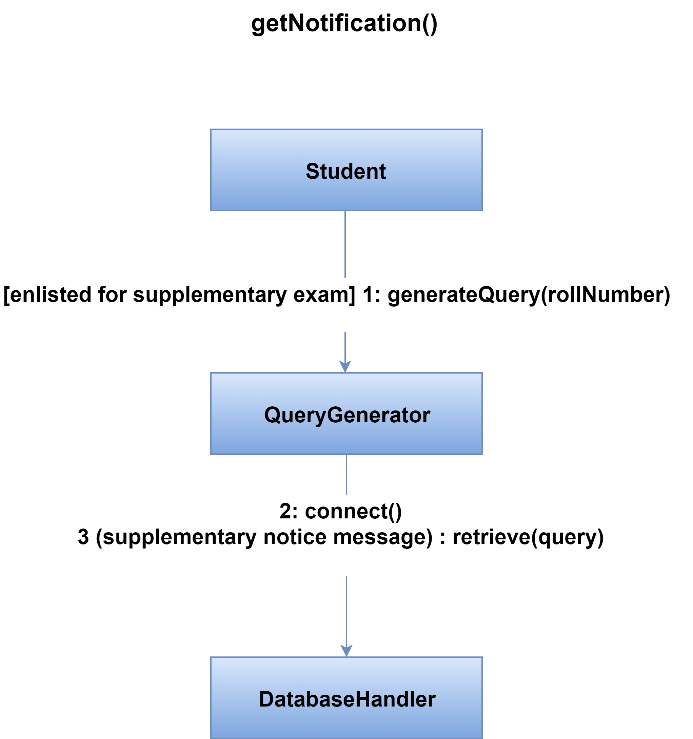 getNotification()
Student
[enlisted for supplementary exam] 1: generateQuery(rollNumber)
QueryGenerator
2: connect()
3 (supplementary notice message) : retrieve(query)
DatabaseHandler